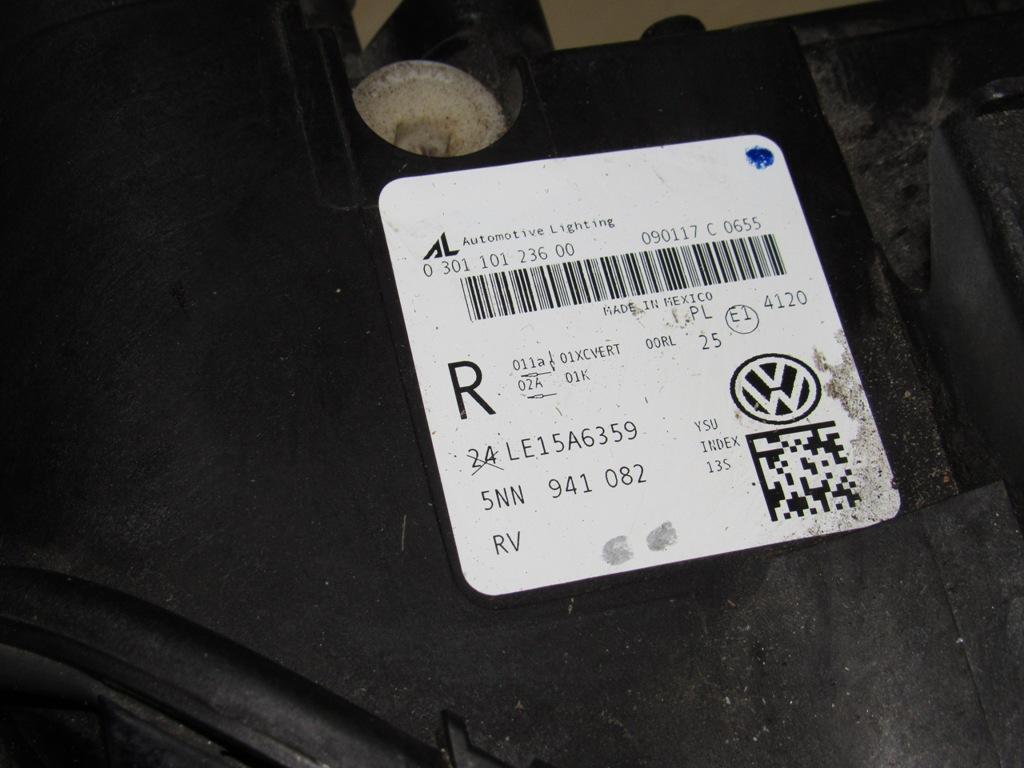 AL Automotive Lighting
0 301 101 236 00 090117 C 0655
MADE IN MEXICO
R 011a 01XCVERT 00RL PL E1 4120
02A 01K 25
24 LE15A6359
YSU
INDEX
13S
5NN 941 082
RV